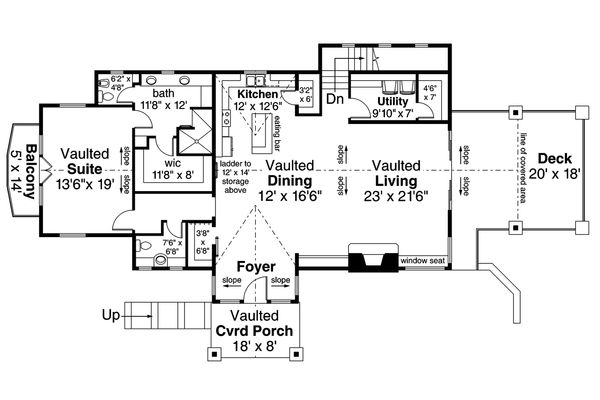 6'2" x
4'8"
bath
11'8" x 12'
Kitchen
12' x 12'6"
3'2"
x 6'
Dn
Utility
9'10" x 7'
4'6"
x 7'
Balcony
5' x 14'
Vaulted
Suite
13'6" x 19'
slope
slope
wic
11'8" x 8'
ladder to
12' x 14'
storage
above
eating bar
Vaulted
Dining
12' x 16'6"
slope
slope
Vaulted
Living
23' x 21'6"
slope
slope
line of
covered area
Deck
20' x 18'
7'6" x
6'8"
3'8"
x
6'8"
Foyer
slope
slope
window seat
Up
Vaulted
Cvrd Porch
18' x 8'